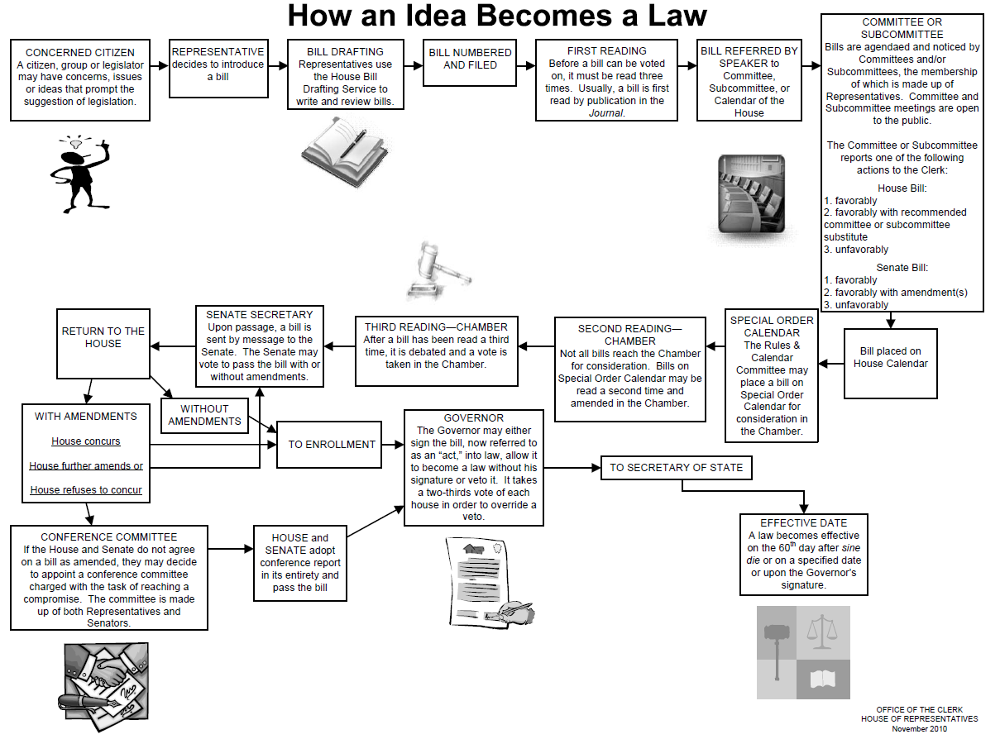 How an Idea Becomes a Law
CONCERNED CITIZEN
A citizen, group or legislator
may have concerns, issues
or ideas that prompt the
suggestion of legislation.
REPRESENTATIVE
decides to introduce
a bill
BILL DRAFTING
Representatives use
the House Bill
Drafting Service to
write and review bills.
BILL NUMBERED
AND FILED
FIRST READING
Before a bill can be voted
on, it must be read three
times.  Usually, a bill is first
read by publication in the
Journal.
BILL REFERRED BY
SPEAKER to
Committee,
Subcommittee, or
Calendar of the
House
COMMITTEE OR
SUBCOMMITTEE
Bills are agendaed and noticed by
Committees and/or
Subcommittees, the membership
of which is made up of
Representatives.  Committee and
Subcommittee meetings are open
to the public.
The Committee or Subcommittee
reports one of the following
actions to the Clerk:
House Bill:
1. favorably
2. favorably with recommended
committee or subcommittee
substitute
3. unfavorably
Senate Bill:
1. favorably
2. favorably with amendment(s)
3. unfavorably
Bill placed on
House Calendar
SPECIAL ORDER
CALENDAR
The Rules &
Calendar
Committee may
place a bill on
Special Order
Calendar for
consideration in
the Chamber.
SECOND READING—
CHAMBER
Not all bills reach the Chamber
for consideration.  Bills on
Special Order Calendar may be
read a second time and
amended in the Chamber.
THIRD READING—CHAMBER
After a bill has been read a third
time, it is debated and a vote is
taken in the Chamber.
SENATE SECRETARY
Upon passage, a bill is
sent by message to the
Senate.  The Senate may
vote to pass the bill with or
without amendments.
RETURN TO THE
HOUSE
WITH AMENDMENTS
House concurs
House further amends or
House refuses to concur
WITHOUT
AMENDMENTS
TO ENROLLMENT
CONFERENCE COMMITTEE
If the House and Senate do not agree
on a bill as amended, they may decide
to appoint a conference committee
charged with the task of reaching a
compromise.  The committee is made
up of both Representatives and
Senators.
HOUSE and
SENATE adopt
conference report
in its entirety and
pass the bill
GOVERNOR
The Governor may either
sign the bill, now referred to
as an “act,” into law, allow it
to become a law without his
signature or veto it.  It takes
a two-thirds vote of each
house in order to override a
veto.
TO SECRETARY OF STATE
EFFECTIVE DATE
A law becomes effective
on the 60th day after sine
die or on a specified date
or upon the Governor’s
signature.
OFFICE OF THE CLERK
HOUSE OF REPRESENTATIVES
November 2010